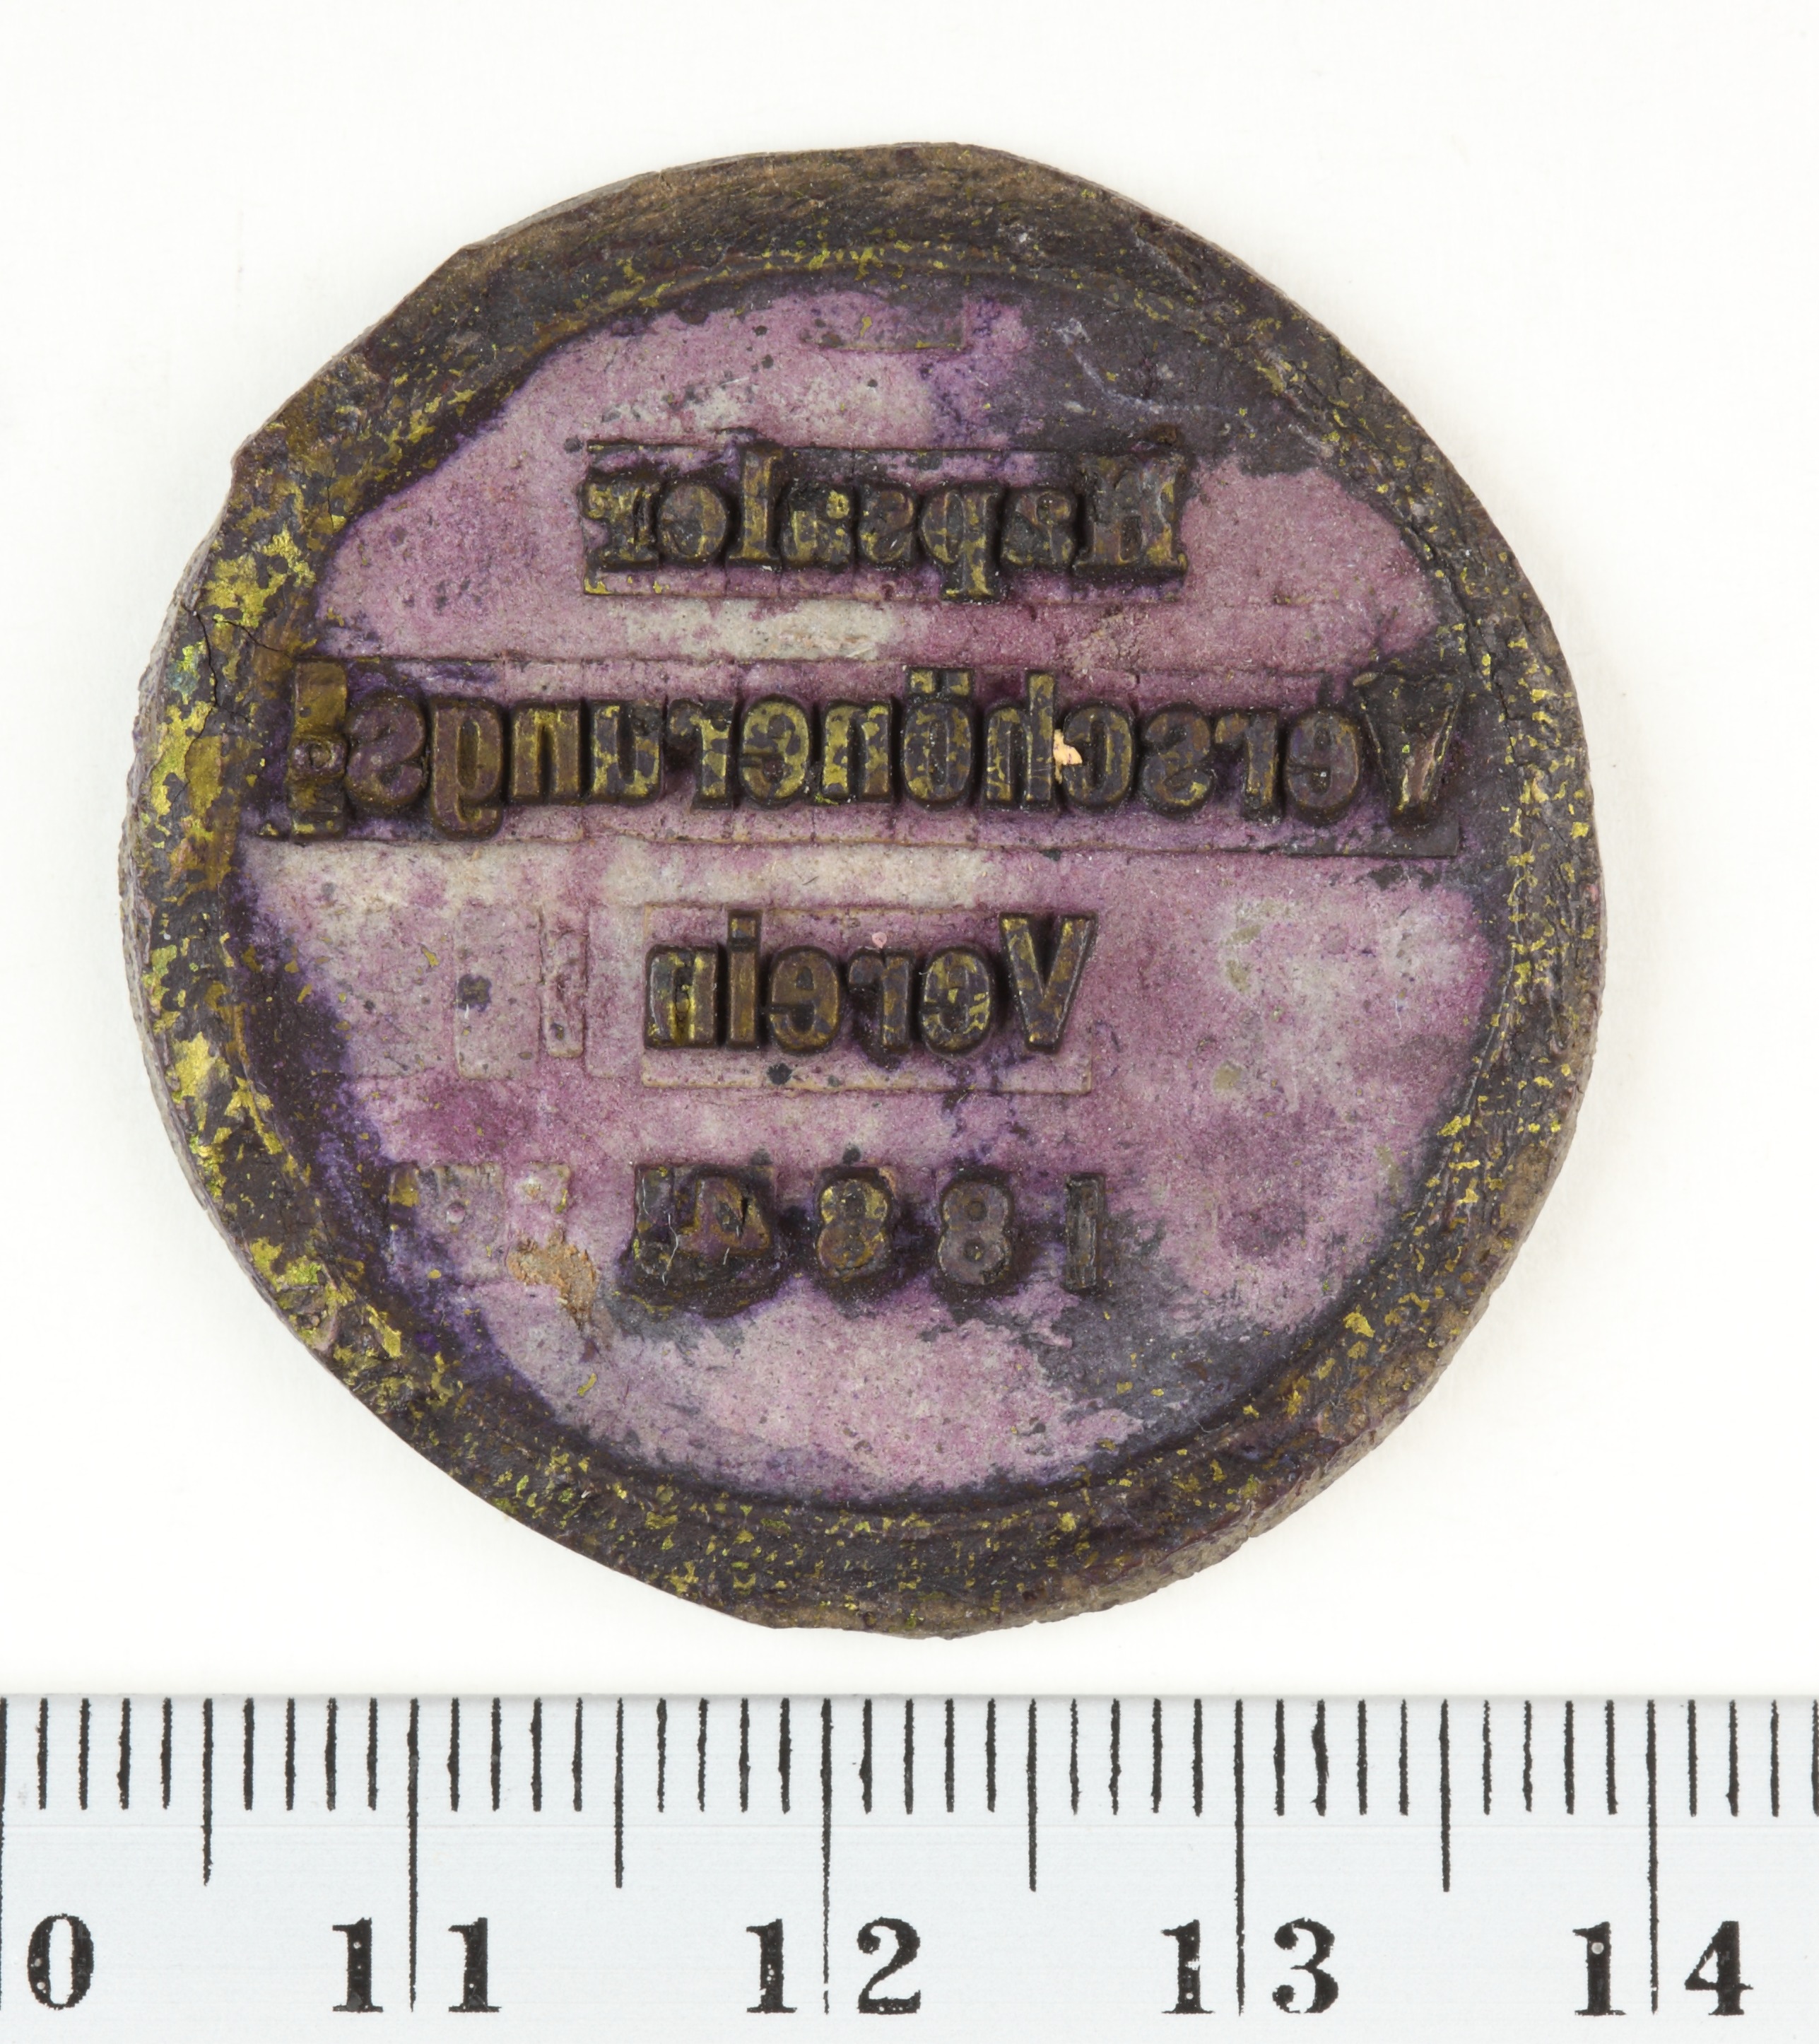 Hapsaler
Verschönerungs
Verein
1884
0 11 12 13 14